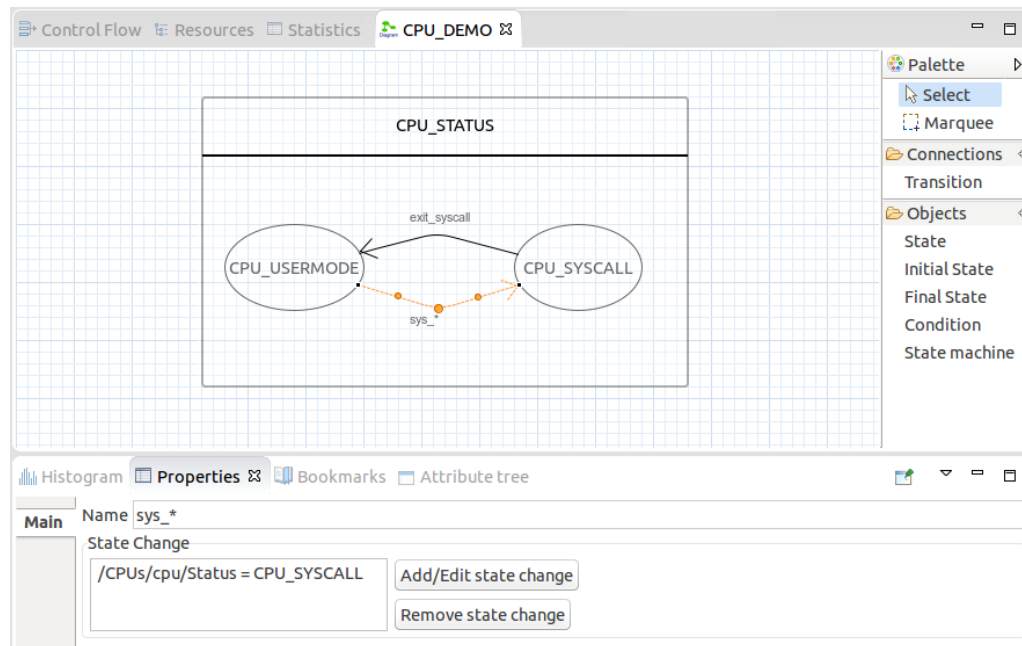 Control Flow Resources Statistics CPU_DEMO
Palette
Select
Marquee
Connections
Transition
Objects
State
Initial State
Final State
Condition
State machine
CPU_STATUS
exit_syscall
CPU_USERMODE CPU_SYSCALL
sys_*
Histogram Properties Bookmarks Attribute tree
Main
Name sys_*
State Change
/CPUs/cpu/Status = CPU_SYSCALL
Add/Edit state change
Remove state change